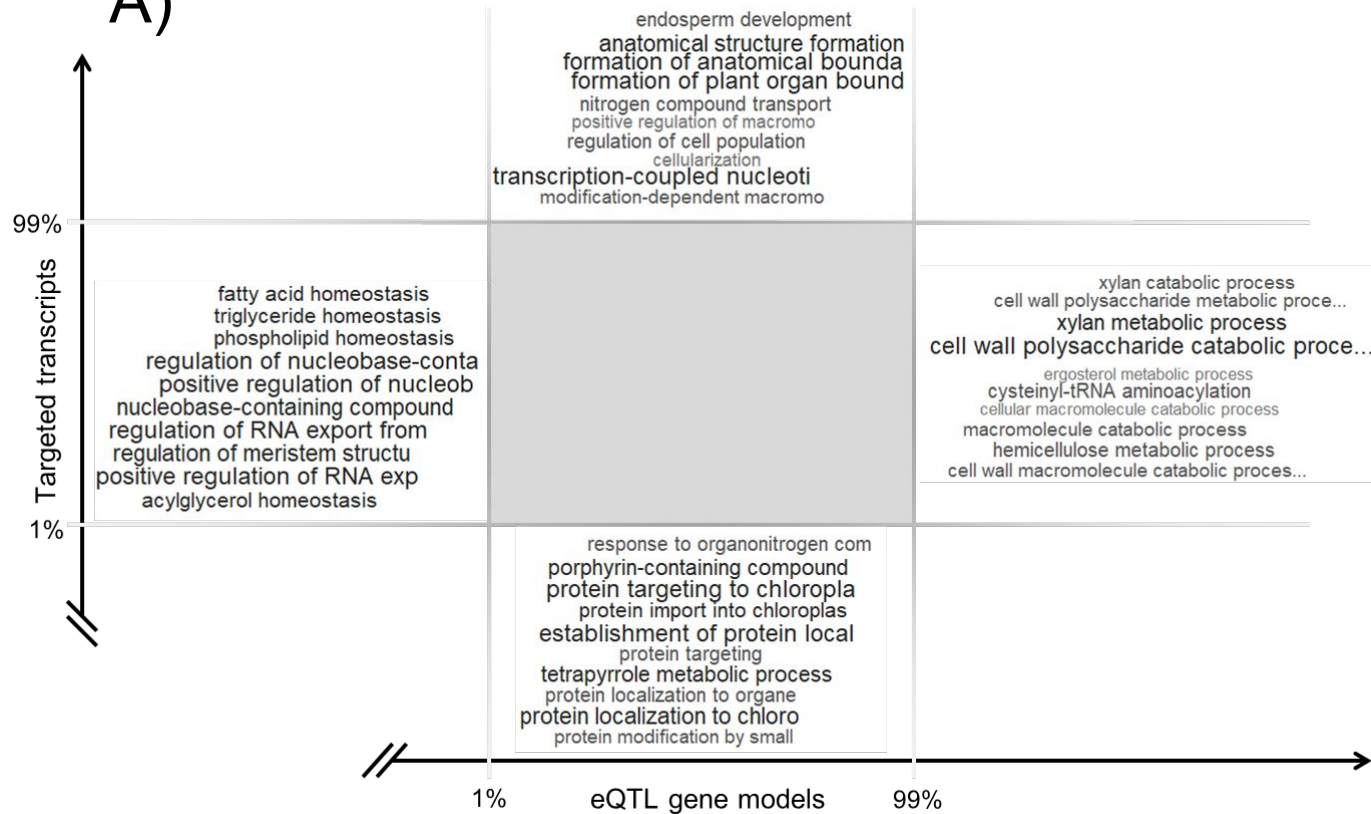 A)
endosperm development
anatomical structure formation
formation of anatomical bounda
formation of plant organ bound
nitrogen compound transport
positive regulation of macromo
regulation of cell population
cellularization
transcription-coupled nucleoti
modification-dependent macromo
99%
Targeted transcripts
1%
fatty acid homeostasis
triglyceride homeostasis
phospholipid homeostasis
regulation of nucleobase-conta
positive regulation of nucleob
nucleobase-containing compound
regulation of RNA export from
regulation of meristem structu
positive regulation of RNA exp
acylglycerol homeostasis
xylan catabolic process
cell wall polysaccharide metabolic proce...
xylan metabolic process
cell wall polysaccharide catabolic proce...
ergosterol metabolic process
cysteinyl-tRNA aminoacylation
cellular macromolecule catabolic process
macromolecule catabolic process
hemicellulose metabolic process
cell wall macromolecule catabolic proces...
response to organonitrogen com
porphyrin-containing compound
protein targeting to chloropla
protein import into chloroplas
establishment of protein local
protein targeting
tetrapyrrole metabolic process
protein localization to organe
protein localization to chloro
protein modification by small
1%
eQTL gene models
99%